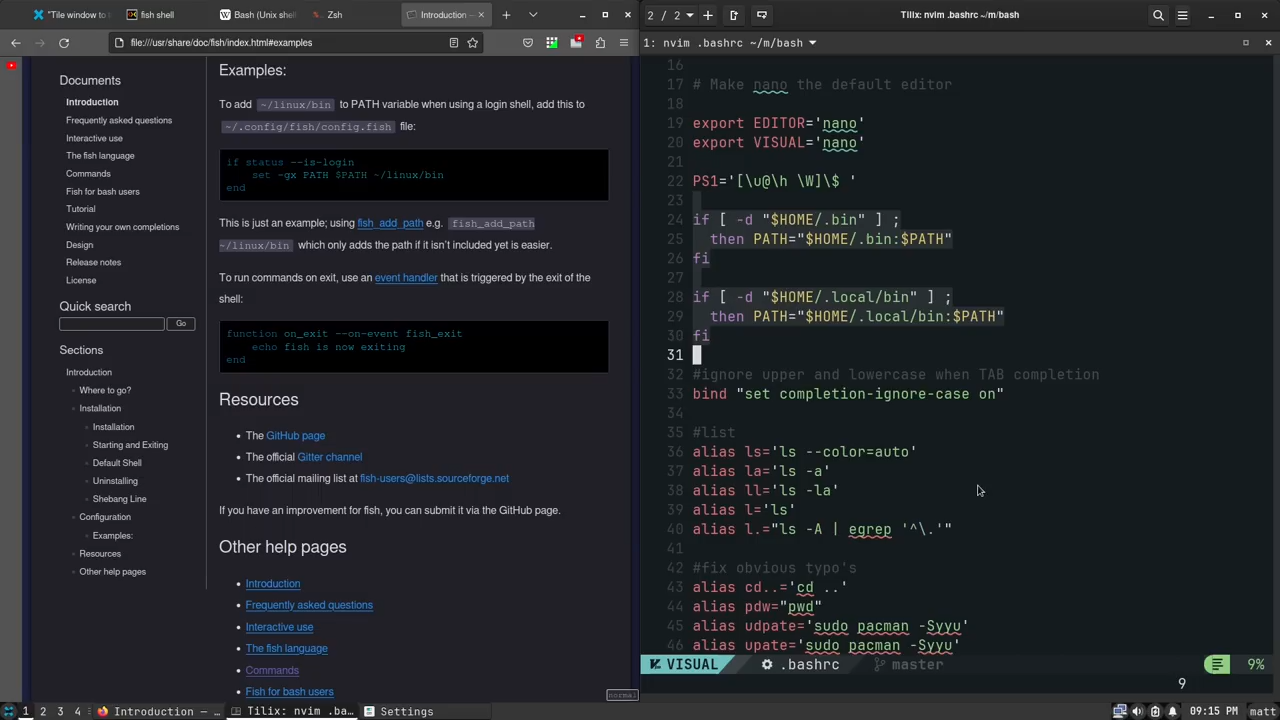 "Tile window to t
fish shell
Bash (Unix shell
Zsh
Introduction —
file:///usr/share/doc/fish/index.html#examples
Documents
Introduction
Frequently asked questions
Interactive use
The fish language
Commands
Fish for bash users
Tutorial
Writing your own completions
Design
Release notes
License
Quick search
Go
Sections
Introduction
Where to go?
Installation
Installation
Starting and Exiting
Default Shell
Uninstalling
Shebang Line
Configuration
Examples:
Resources
Other help pages
Examples:
To add ~/linux/bin to PATH variable when using a login shell, add this to
~/.config/fish/config.fish file:
if status --is-login
set -gx PATH $PATH ~/linux/bin
end
This is just an example; using fish_add_path e.g. fish_add_path
~/linux/bin which only adds the path if it isn't included yet is easier.
To run commands on exit, use an event handler that is triggered by the exit of the
shell:
function on_exit --on-event fish_exit
echo fish is now exiting
end
Resources
The GitHub page
The official Gitter channel
The official mailing list at fish-users@lists.sourceforge.net
If you have an improvement for fish, you can submit it via the GitHub page.
Other help pages
Introduction
Frequently asked questions
Interactive use
The fish language
Commands
Fish for bash users
normal
2 / 2
Tilix: nvim .bashrc ~/m/bash
1: nvim .bashrc ~/m/bash
16
17 # Make nano the default editor
18
19 export EDITOR='nano'
20 export VISUAL='nano'
21
22 PS1='[\u@\h \W]\$ '
23
24 if [ -d "$HOME/.bin" ] ;
25 then PATH="$HOME/.bin:$PATH"
26 fi
27
28 if [ -d "$HOME/.local/bin" ] ;
29 then PATH="$HOME/.local/bin:$PATH"
30 fi
31
32 #ignore upper and lowercase when TAB completion
33 bind "set completion-ignore-case on"
34
35 #list
36 alias ls='ls --color=auto'
37 alias la='ls -a'
38 alias ll='ls -la'
39 alias l='ls'
40 alias l.="ls -A | egrep '^\.'"
41
42 #fix obvious typo's
43 alias cd..='cd ..'
44 alias pdw="pwd"
45 alias udpate='sudo pacman -Syyu'
46 alias upate='sudo pacman -Syyu'
VISUAL
.bashrc
master
9%
9
1 2 3 4
Introduction — ...
Tilix: nvim .ba...
Settings
09:15 PM
matt